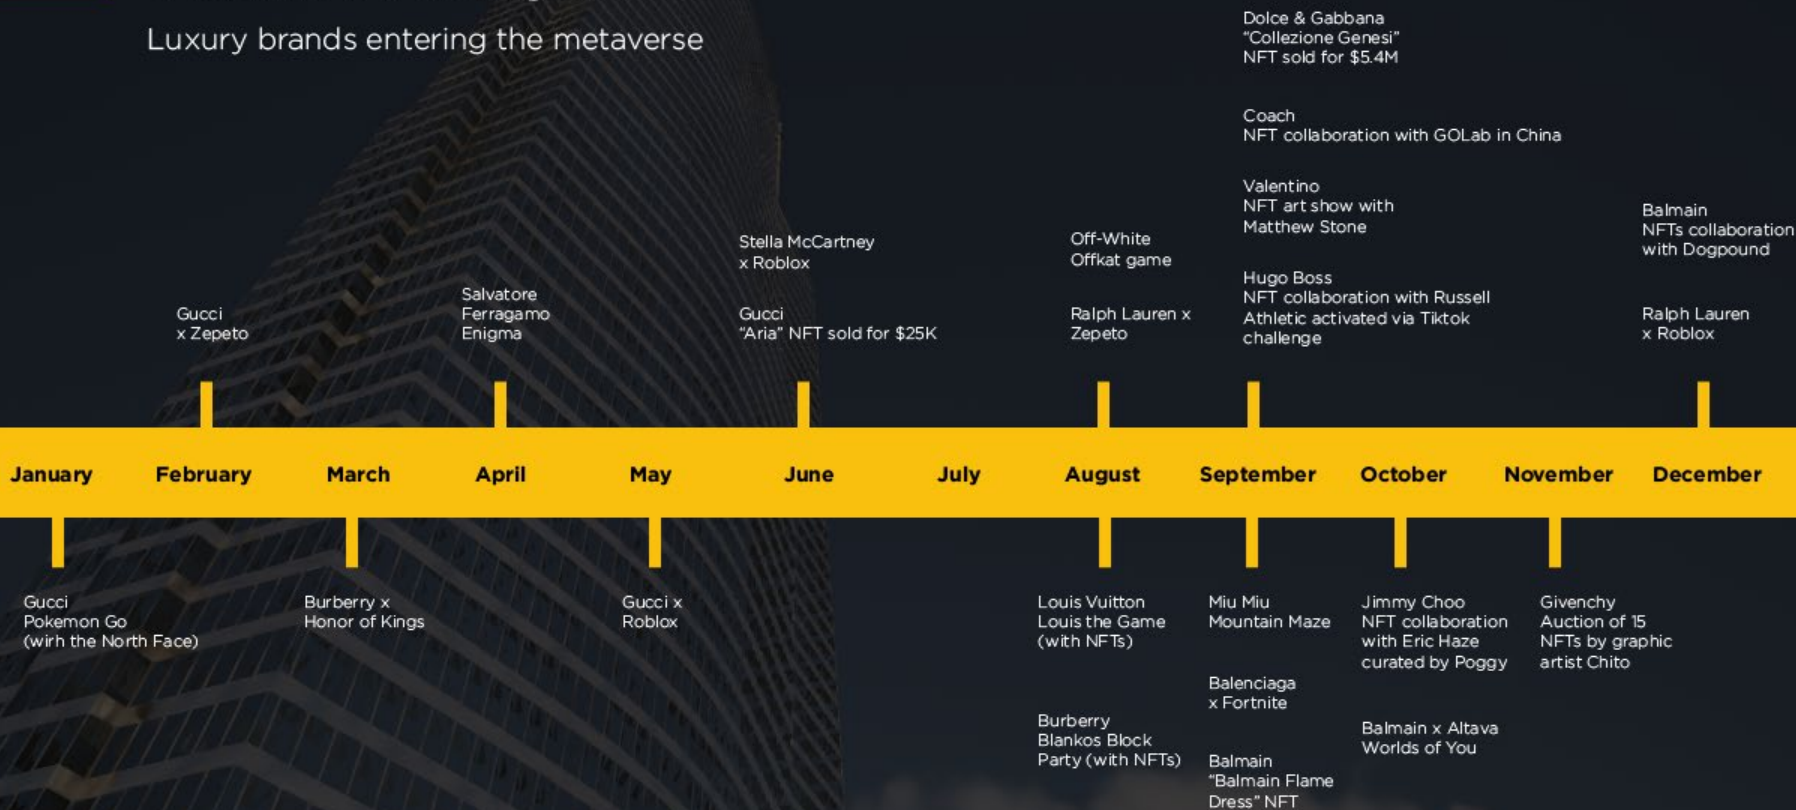 Luxury brands entering the metaverse
Dolce & Gabbana
“Collezione Genesi”
NFT sold for $5.4M
Coach
NFT collaboration with GOLab in China
Valentino
NFT art show with
Matthew Stone
Hugo Boss
NFT collaboration with Russell
Athletic activated via Tiktok
challenge
Balmain
NFTs collaboration
with Dogpound
Ralph Lauren
x Roblox
Off-White
Offkat game
Ralph Lauren x
Zepeto
Stella McCartney
x Roblox
Gucci
“Aria” NFT sold for $25K
Salvatore
Ferragamo
Enigma
Gucci
x Zepeto
January
February
March
April
May
June
July
August
September
October
November
December
Gucci
Pokemon Go
(wirh the North Face)
Burberry x
Honor of Kings
Gucci x
Roblox
Louis Vuitton
Louis the Game
(with NFTs)
Burberry
Blankos Block
Party (with NFTs)
Miu Miu
Mountain Maze
Balenciaga
x Fortnite
Balmain
“Balmain Flame
Dress” NFT
Jimmy Choo
NFT collaboration
with Eric Haze
curated by Poggy
Balmain x Altava
Worlds of You
Givenchy
Auction of 15
NFTs by graphic
artist Chito